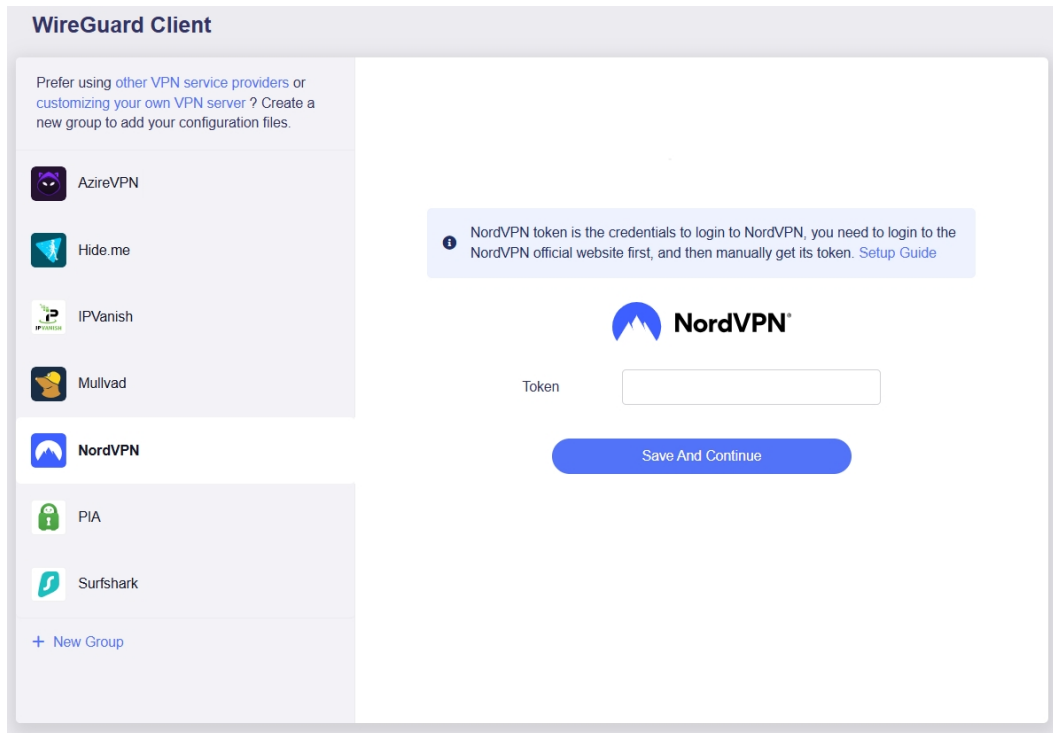 WireGuard Client
Prefer using other VPN service providers or
customizing your own VPN server ? Create a
new group to add your configuration files.
AzireVPN
Hide.me
IPVANISH
IPVanish
Mullvad
NordVPN
PIA
Surfshark
+ New Group
NordVPN token is the credentials to login to NordVPN, you need to login to the
NordVPN official website first, and then manually get its token. Setup Guide
NordVPN®
Token
Save And Continue